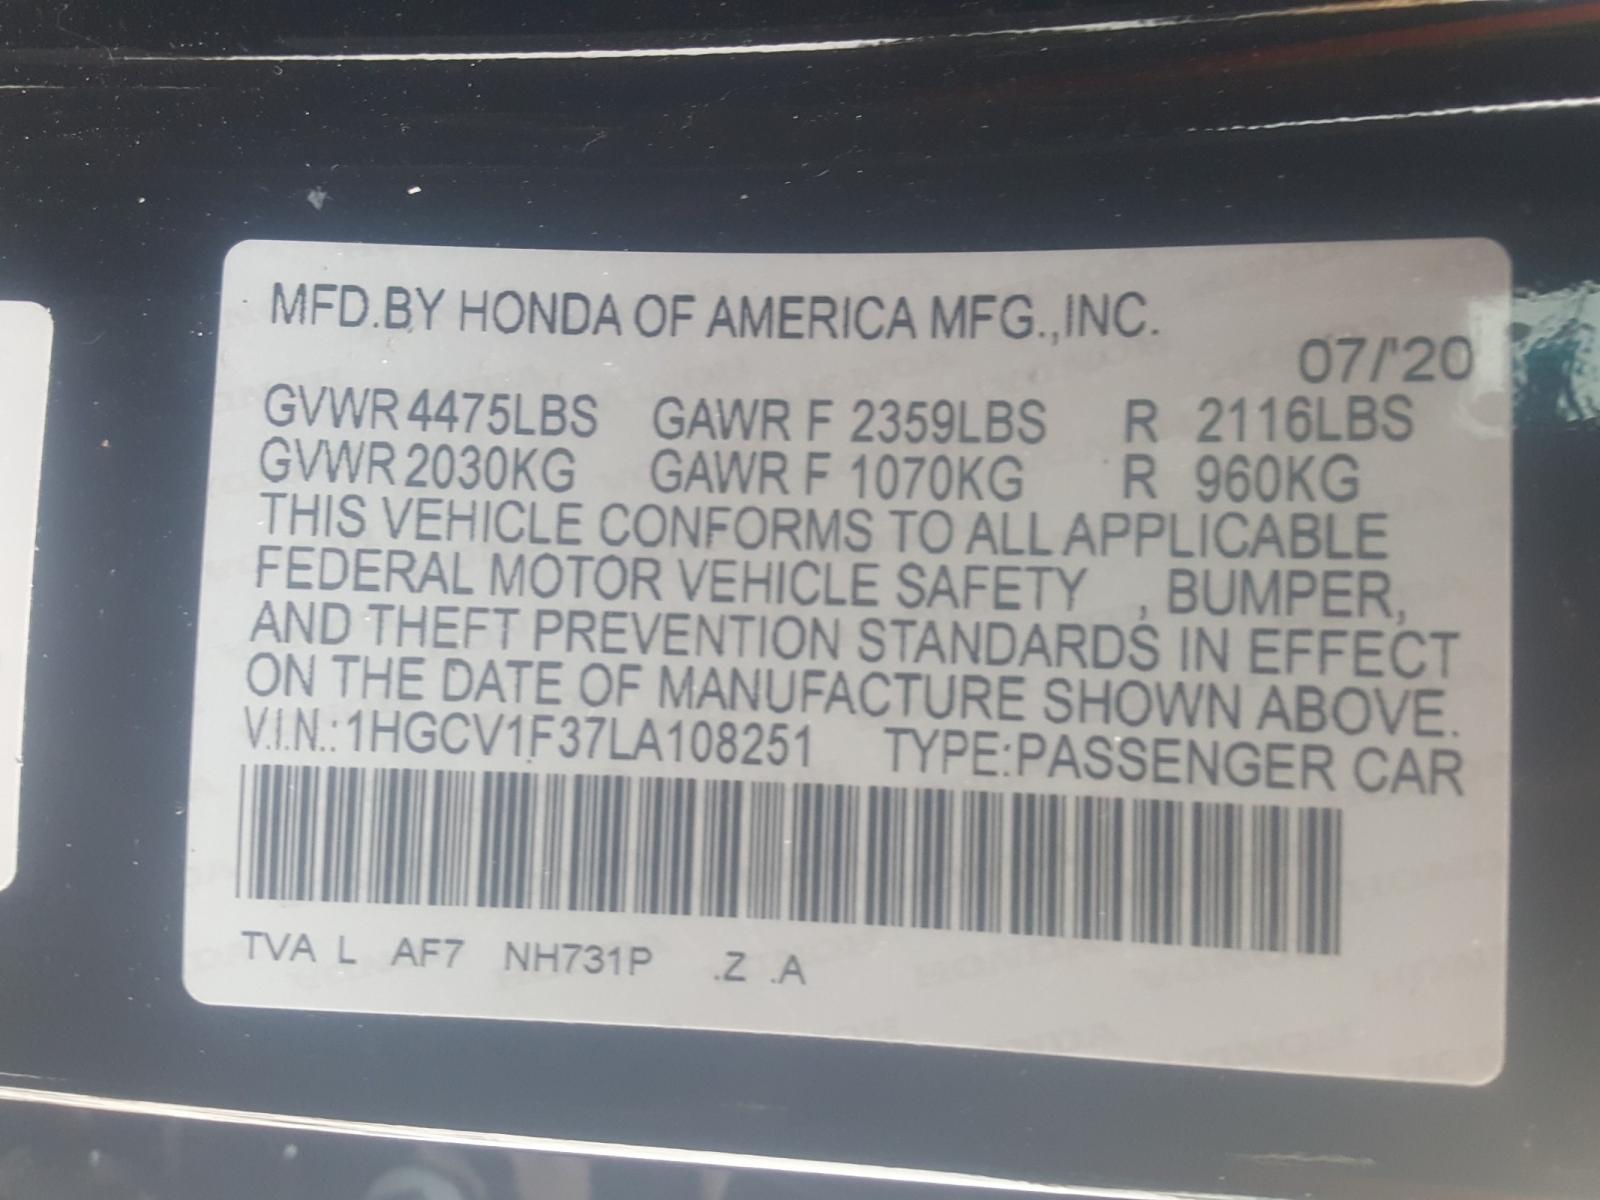 MFD.BY HONDA OF AMERICA MFG.,INC.
07/'20
GVWR 4475LBS GAWR F 2359LBS R 2116LBS
GVWR 2030KG GAWR F 1070KG R 960KG
THIS VEHICLE CONFORMS TO ALL APPLICABLE
FEDERAL MOTOR VEHICLE SAFETY , BUMPER,
AND THEFT PREVENTION STANDARDS IN EFFECT
ON THE DATE OF MANUFACTURE SHOWN ABOVE.
V.I.N.: 1HGCV1F37LA108251 TYPE:PASSENGER CAR
TVA L AF7 NH731P .Z .A